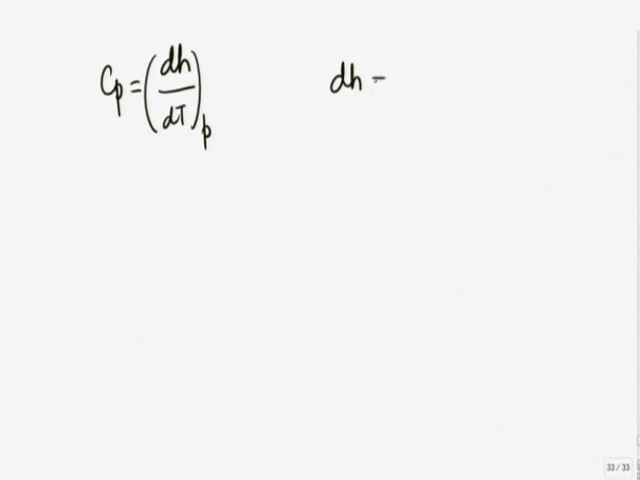 Cp = (dh/dT)p    dh =
33 / 33